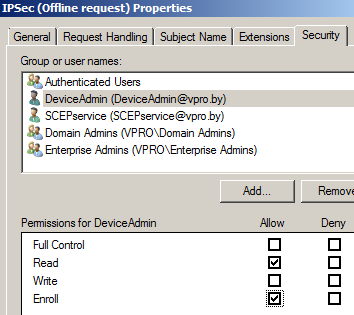 IPSec (Offline request) Properties
General Request Handling Subject Name Extensions Security
Group or user names:
Authenticated Users
DeviceAdmin (DeviceAdmin@vpro.by)
SCEPservice (SCEPservice@vpro.by)
Domain Admins (VPRO\Domain Admins)
Enterprise Admins (VPRO\Enterprise Admins)
Add... Remove
Permissions for DeviceAdmin Allow Deny
Full Control
Read
Write
Enroll